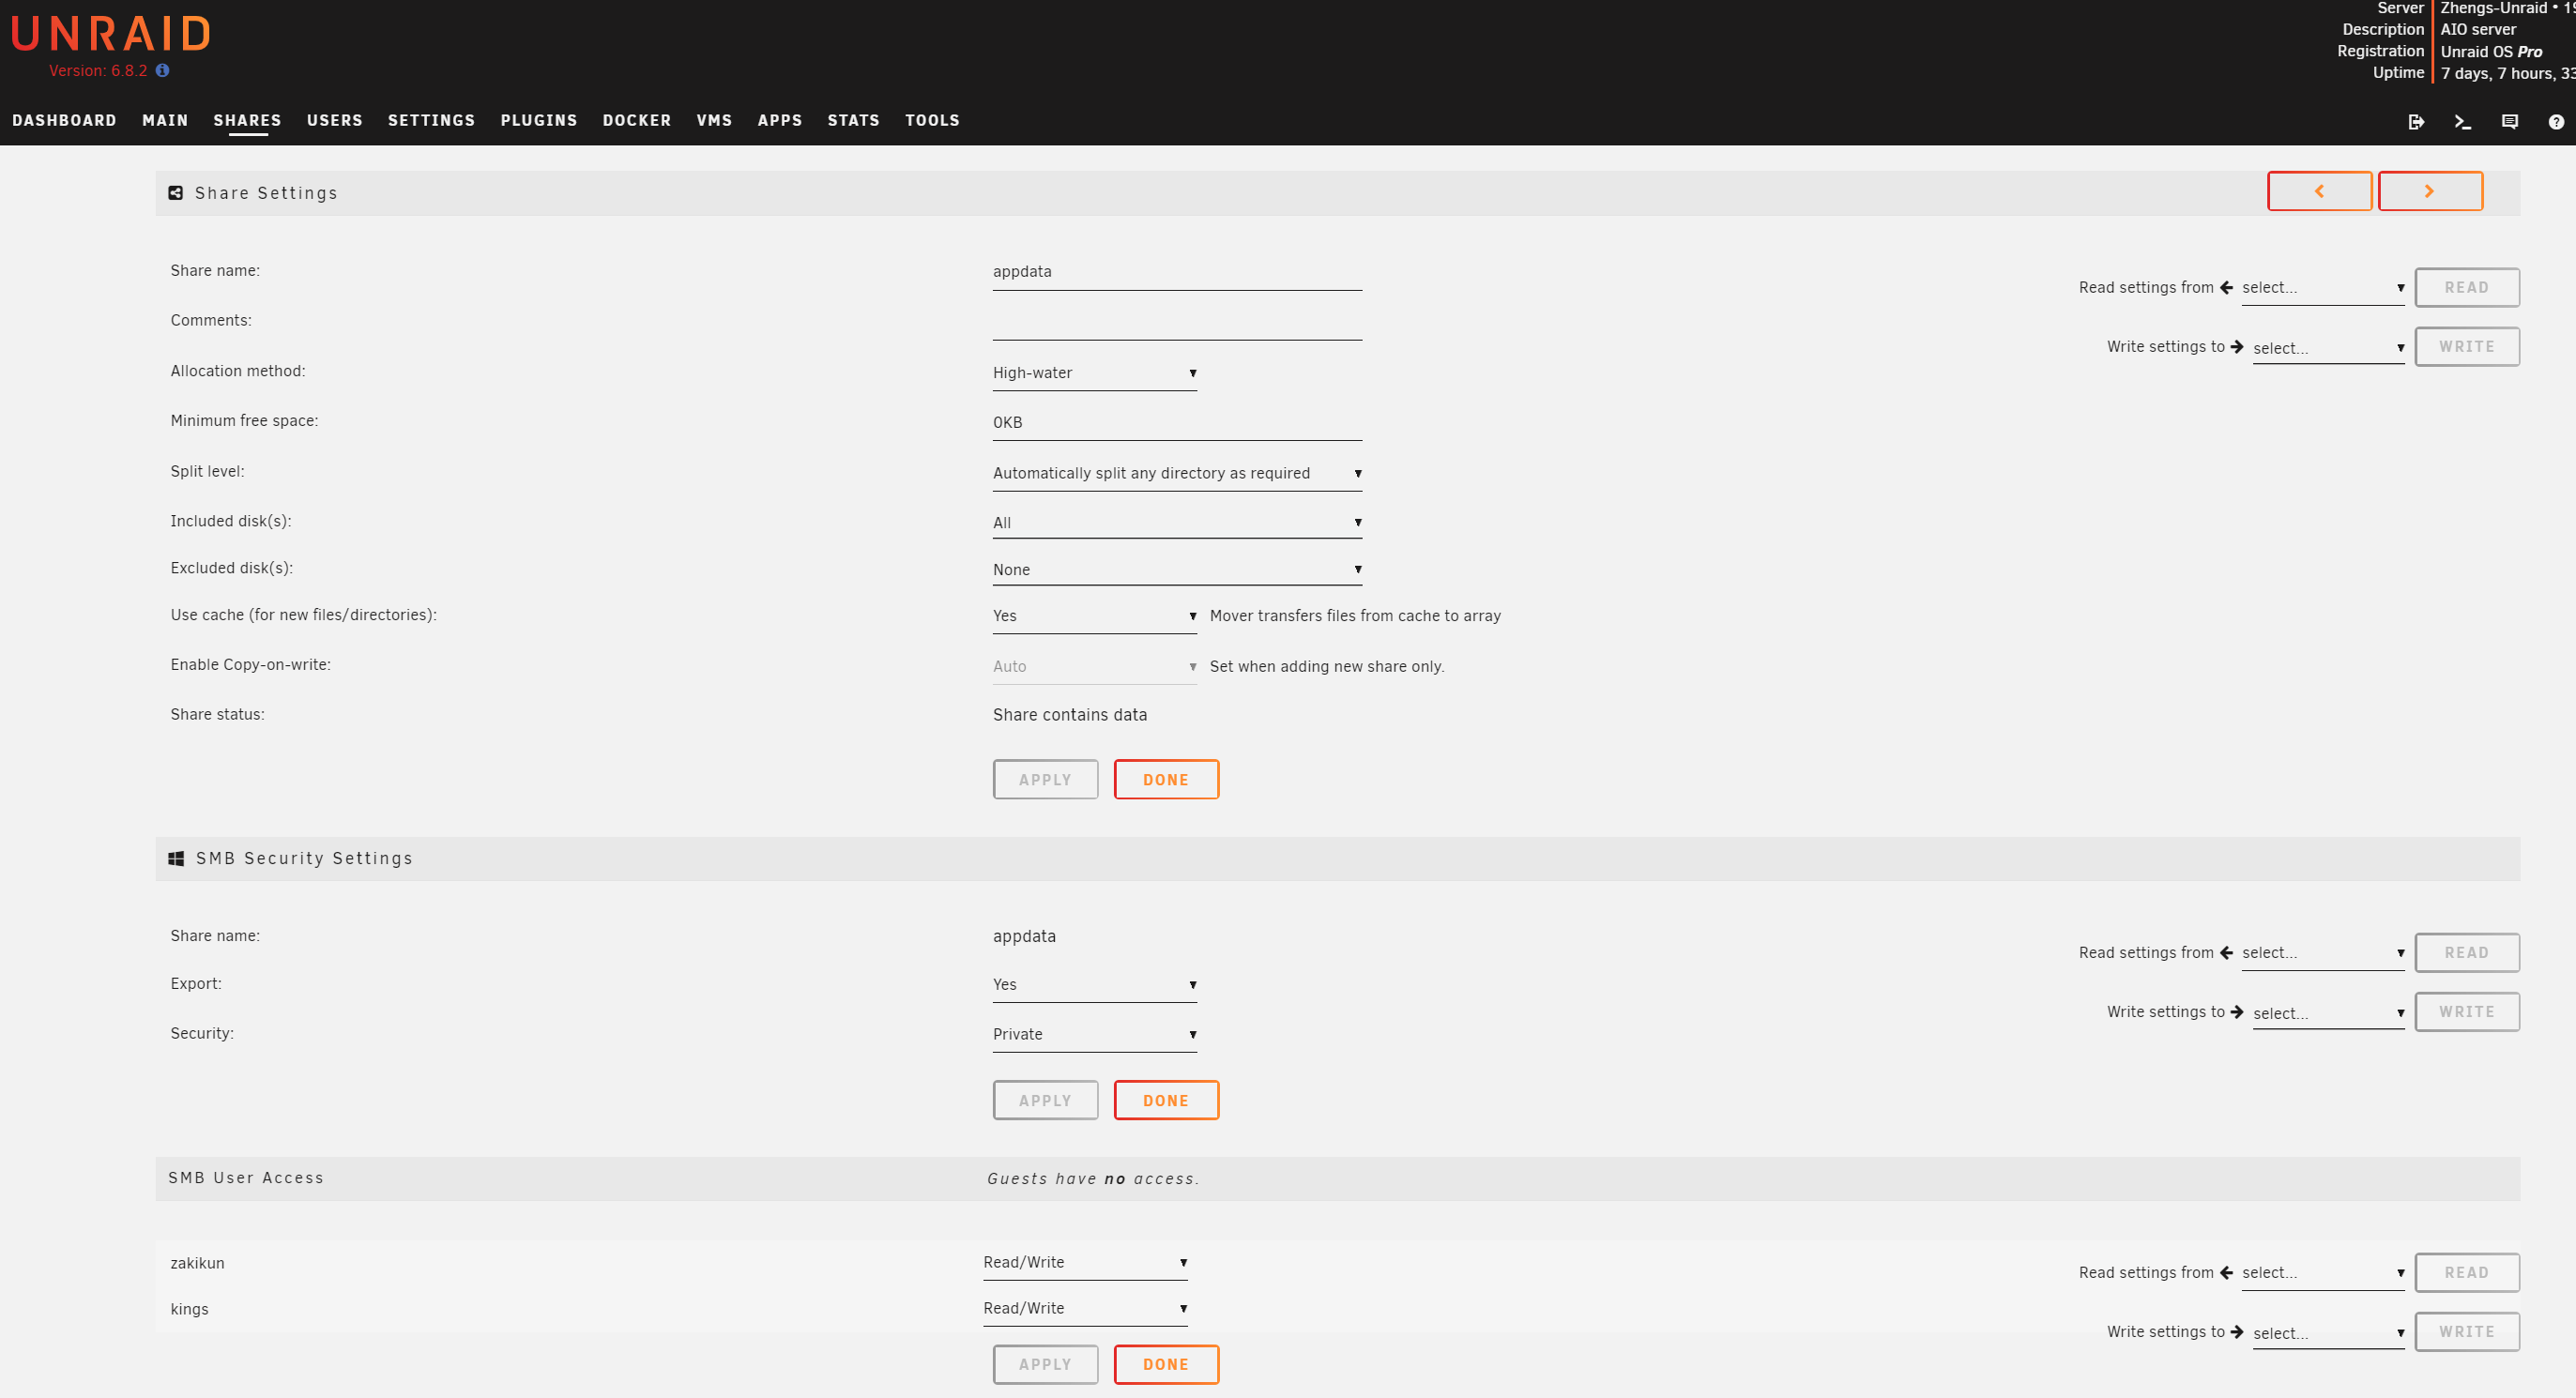 UNRAID
Version: 6.8.2
Server Zhengs-Unraid • 19
Description AIO server
Registration Unraid OS Pro
Uptime 7 days, 7 hours, 33
DASHBOARD MAIN SHARES USERS SETTINGS PLUGINS DOCKER VMS APPS STATS TOOLS
Share Settings
Share name: appdata
Read settings from select... READ
Comments:
Write settings to select... WRITE
Allocation method: High-water
Minimum free space: 0KB
Split level: Automatically split any directory as required
Included disk(s): All
Excluded disk(s): None
Use cache (for new files/directories): Yes Mover transfers files from cache to array
Enable Copy-on-write: Auto Set when adding new share only.
Share status: Share contains data
APPLY DONE
SMB Security Settings
Share name: appdata
Read settings from select... READ
Export: Yes
Write settings to select... WRITE
Security: Private
APPLY DONE
SMB User Access Guests have no access.
zakikun Read/Write
Read settings from select... READ
kings Read/Write
Write settings to select... WRITE
APPLY DONE